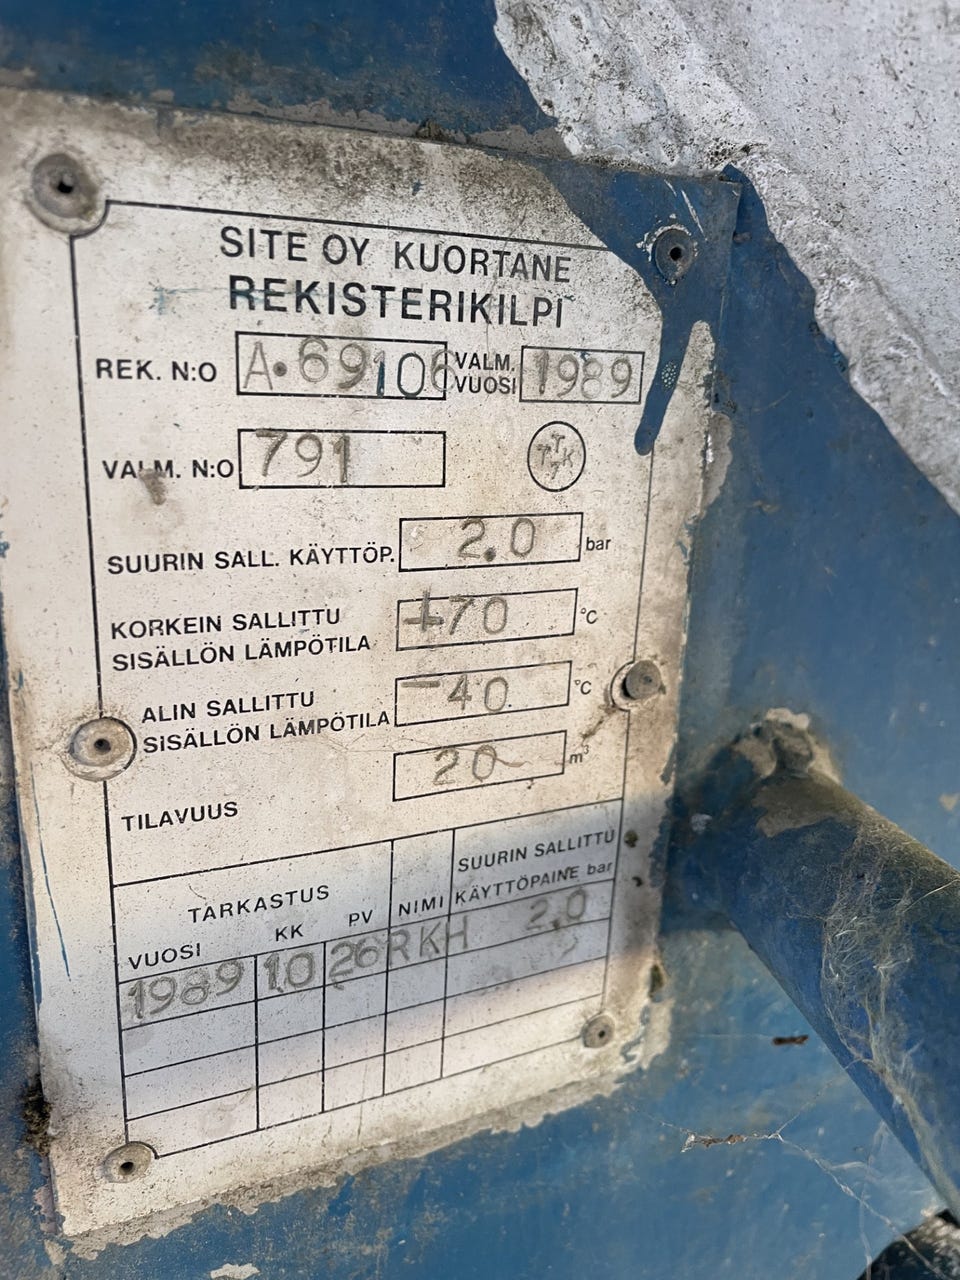 SITE OY KUORTANE
REKISTERIKILPI
REK. N:O A.69106 VALM. VUOSI 1989
VALM. N:O 791
TTTK
SUURIN SALL. KÄYTTÖP. 2.0 bar
KORKEIN SALLITTU
SISÄLLÖN LÄMPÖTILA +70 °C
ALIN SALLITTU
SISÄLLÖN LÄMPÖTILA -40 °C
TILAVUUS 20 m³
TARKASTUS NIMI SUURIN SALLITTU
KÄYTTÖPAINE bar
VUOSI KK PV
1989 10 26 RKH 2.0